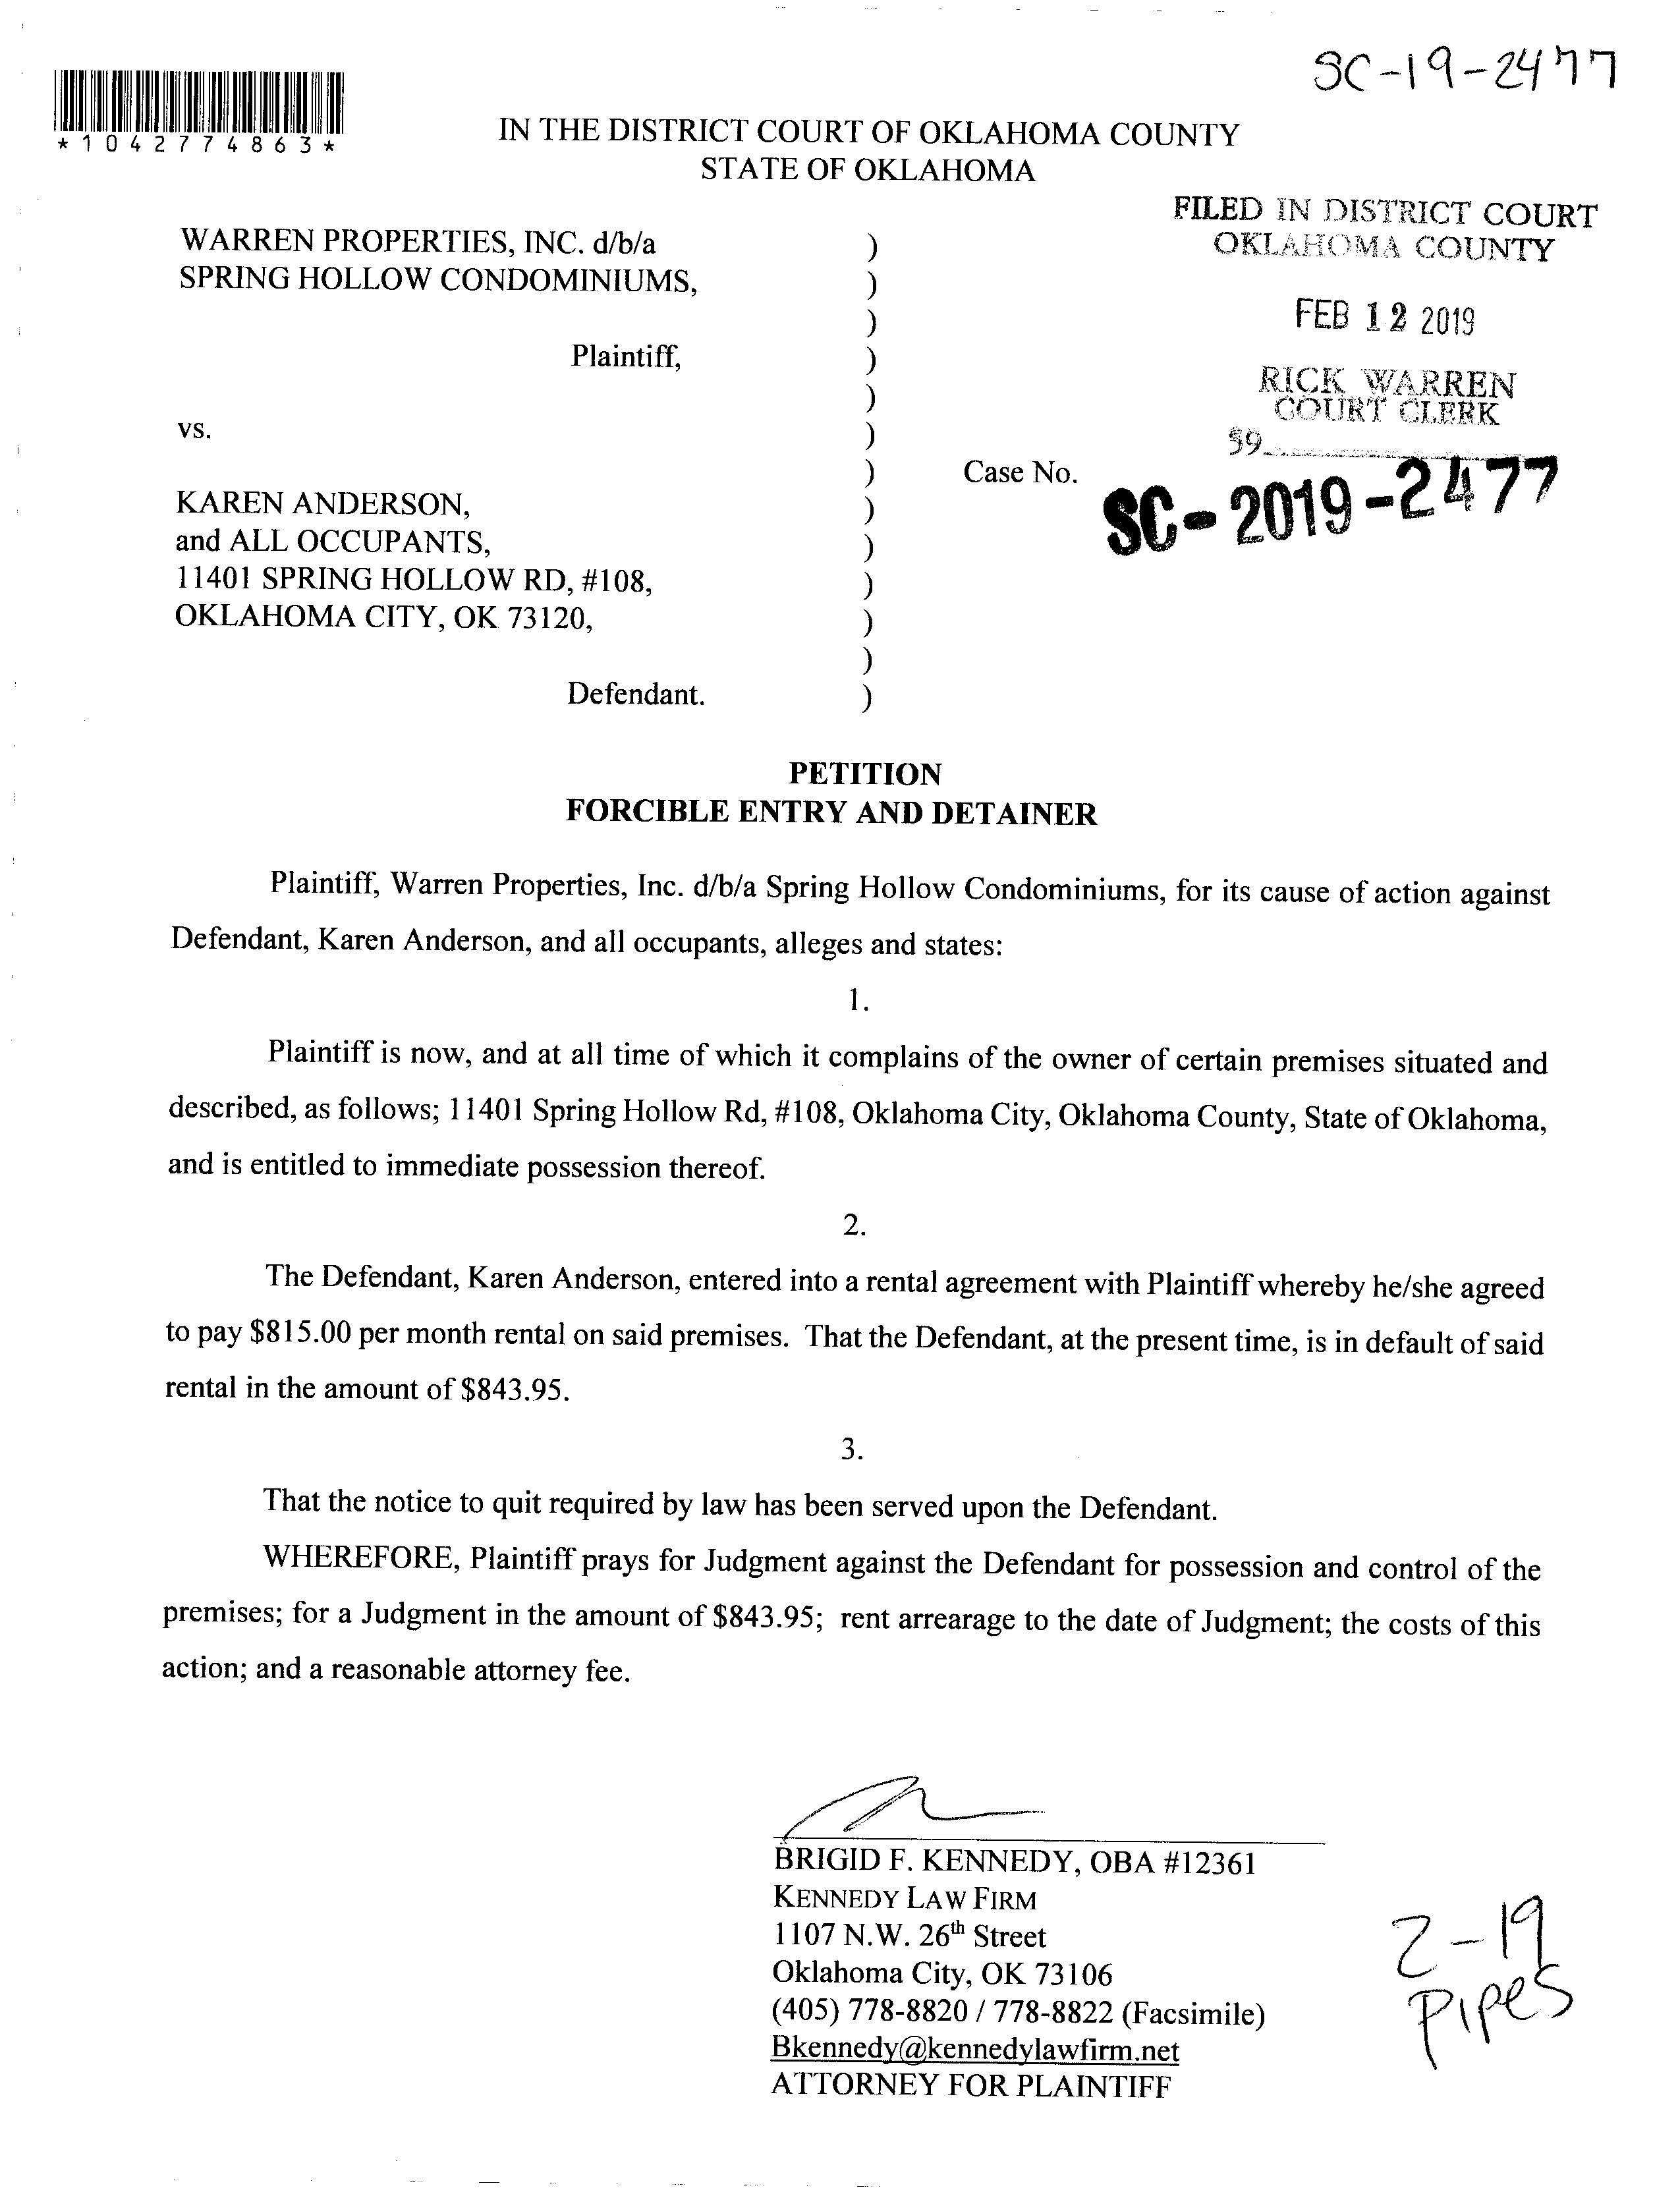 SC-19-2477
*1042774863*
IN THE DISTRICT COURT OF OKLAHOMA COUNTY
STATE OF OKLAHOMA
FILED IN DISTRICT COURT
OKLAHOMA COUNTY
FEB 12 2019
RICK WARREN
COURT CLERK
39
WARREN PROPERTIES, INC. d/b/a )
SPRING HOLLOW CONDOMINIUMS, )
)
Plaintiff, )
)
vs. )
) Case No. SC-2019-2477
KAREN ANDERSON, )
and ALL OCCUPANTS, )
11401 SPRING HOLLOW RD, #108, )
OKLAHOMA CITY, OK 73120, )
)
Defendant. )
PETITION
FORCIBLE ENTRY AND DETAINER
Plaintiff, Warren Properties, Inc. d/b/a Spring Hollow Condominiums, for its cause of action against
Defendant, Karen Anderson, and all occupants, alleges and states:
1.
Plaintiff is now, and at all time of which it complains of the owner of certain premises situated and
described, as follows; 11401 Spring Hollow Rd, #108, Oklahoma City, Oklahoma County, State of Oklahoma,
and is entitled to immediate possession thereof.
2.
The Defendant, Karen Anderson, entered into a rental agreement with Plaintiff whereby he/she agreed
to pay $815.00 per month rental on said premises. That the Defendant, at the present time, is in default of said
rental in the amount of $843.95.
3.
That the notice to quit required by law has been served upon the Defendant.
WHEREFORE, Plaintiff prays for Judgment against the Defendant for possession and control of the
premises; for a Judgment in the amount of $843.95; rent arrearage to the date of Judgment; the costs of this
action; and a reasonable attorney fee.
BRIGID F. KENNEDY, OBA #12361
KENNEDY LAW FIRM
1107 N.W. 26th Street
Oklahoma City, OK 73106
(405) 778-8820 / 778-8822 (Facsimile)
Bkennedy@kennedylawfirm.net
ATTORNEY FOR PLAINTIFF
2-19
Pipes